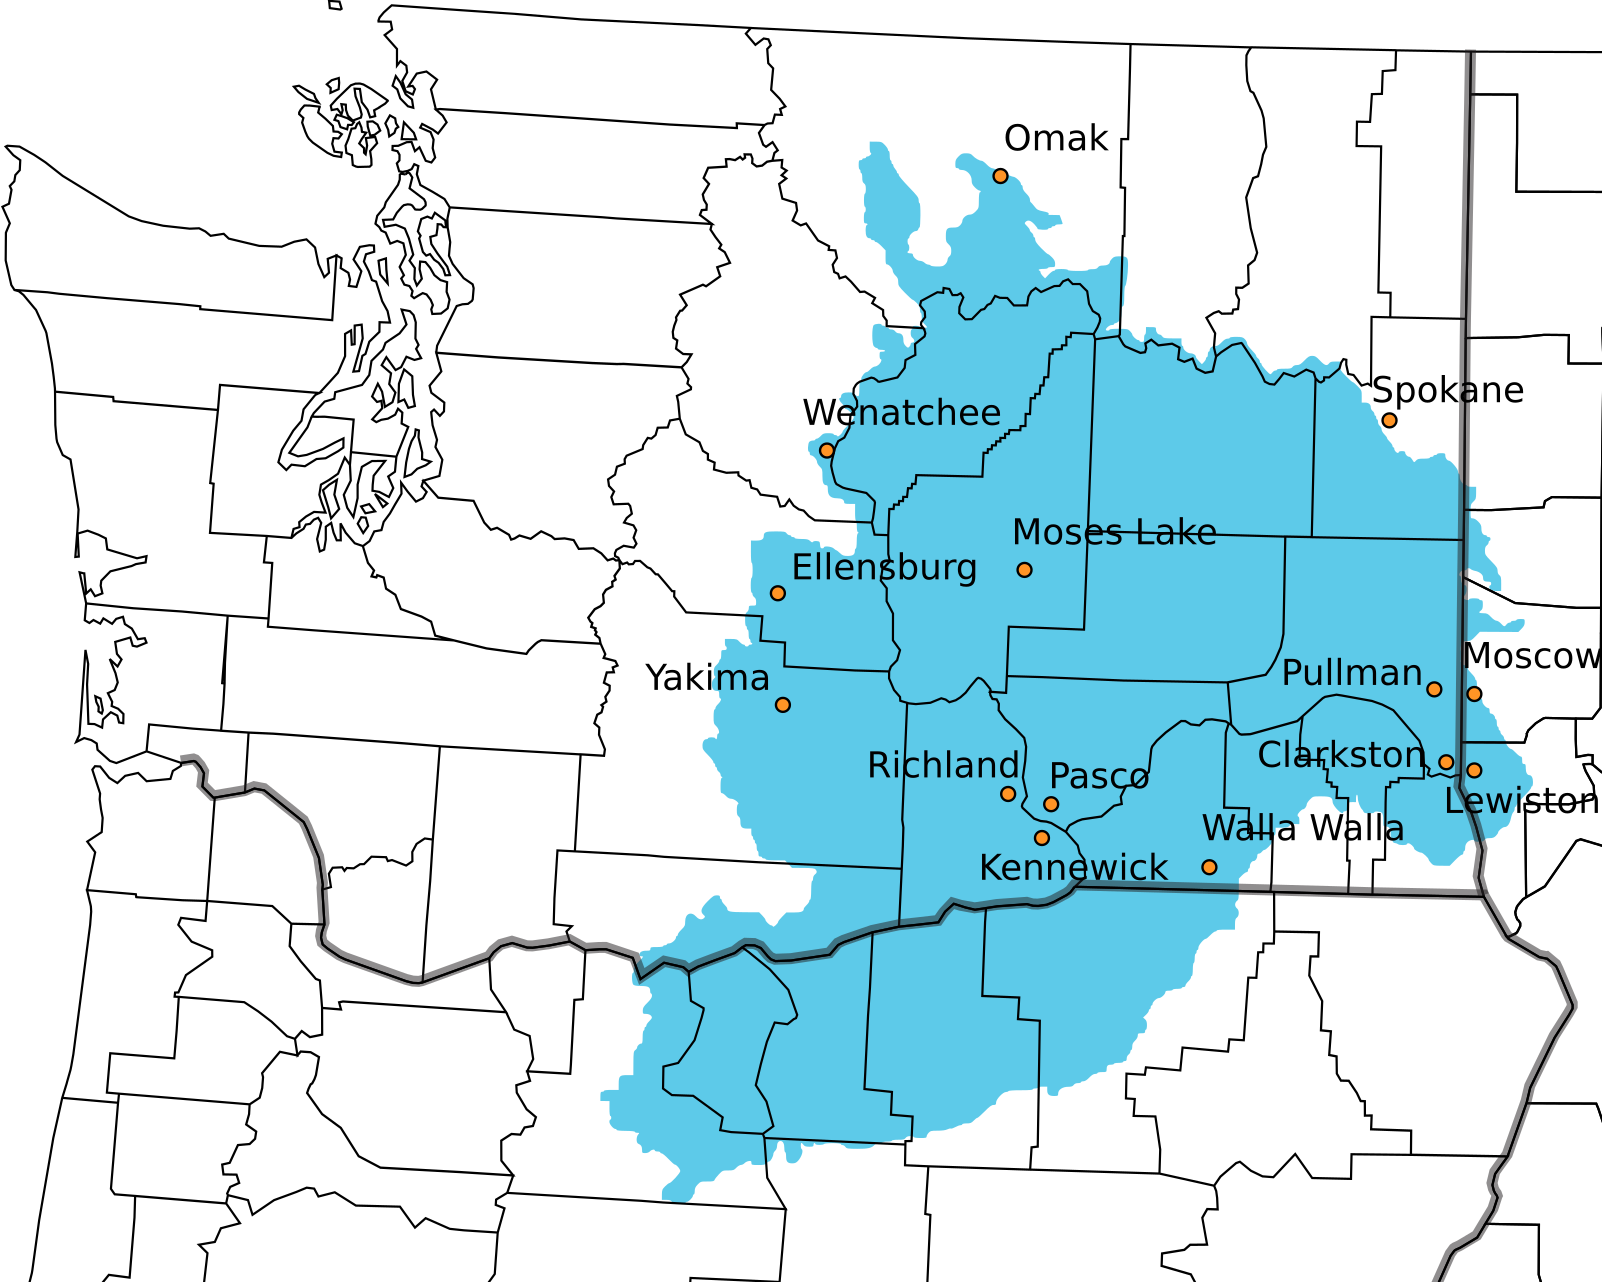 Omak
Spokane
Wenatchee
Moses Lake
Ellensburg
Moscow
Pullman
Yakima
Clarkston
Richland
Pasco
Lewiston
Walla Walla
Kennewick